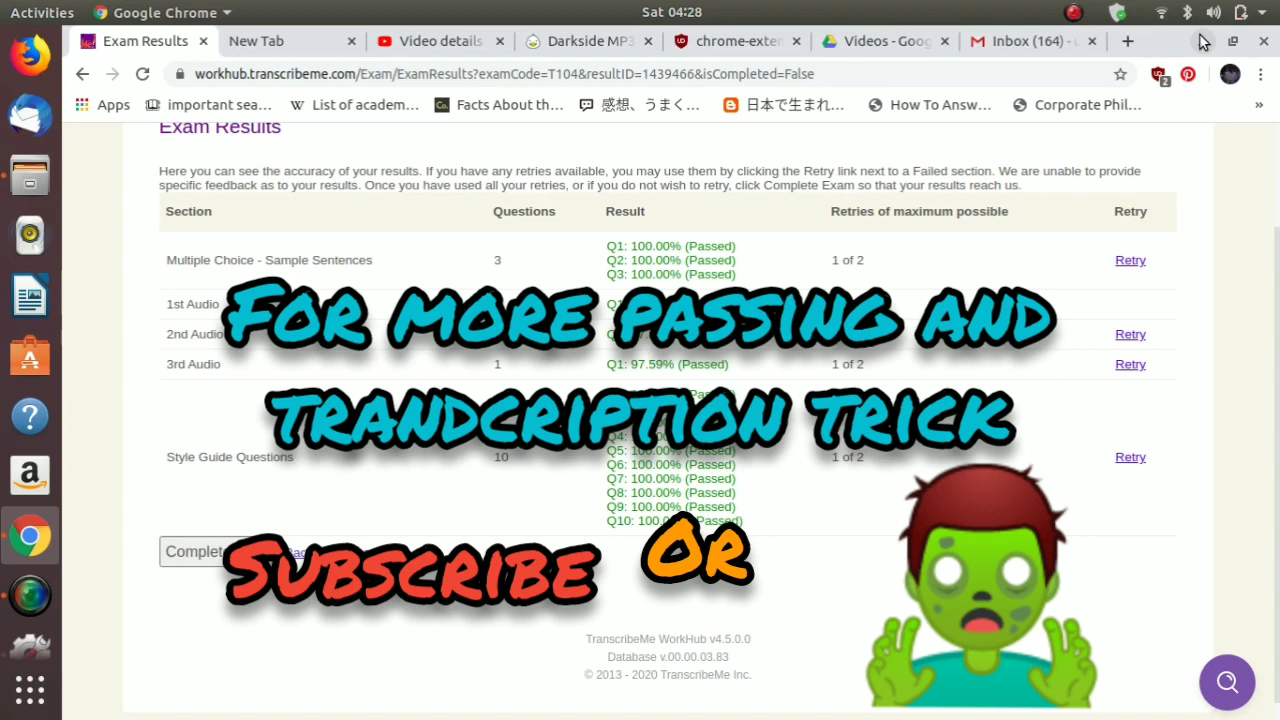 Activities Google Chrome Sat 04:28
Exam Results New Tab Video details Darkside MP3 chrome-exten Videos - Goog Inbox (164) - u
workhub.transcribeme.com/Exam/ExamResults?examCode=T104&resultID=1439466&isCompleted=False 2
Apps important sea... List of academ... Co. Facts About th... 感想、うまく... 日本で生まれ... How To Answ... Corporate Phil... »
Exam Results
Here you can see the accuracy of your results. If you have any retries available, you may use them by clicking the Retry link next to a Failed section. We are unable to provide
specific feedback as to your results. Once you have used all your retries, or if you do not wish to retry, click Complete Exam so that your results reach us.
Section Questions Result Retries of maximum possible Retry
Q1: 100.00% (Passed)
Multiple Choice - Sample Sentences 3 Q2: 100.00% (Passed) 1 of 2 Retry
Q3: 100.00% (Passed)
1st Audio
For more passing and
2nd Audio Retry
3rd Audio 1 Q1: 97.59% (Passed) 1 of 2 Retry
trandcription trick
Q4:
Q5: 100.00% (Passed)
Style Guide Questions 10 Q6: 100.00% (Passed) 1 of 2 Retry
Q7: 100.00% (Passed)
Q8: 100.00% (Passed)
Q9: 100.00% (Passed)
Q10: 100.0 Passed)
Complet
Subscribe Or
TranscribeMe WorkHub v4.5.0.0
Database v.00.00.03.83
© 2013 - 2020 TranscribeMe Inc.